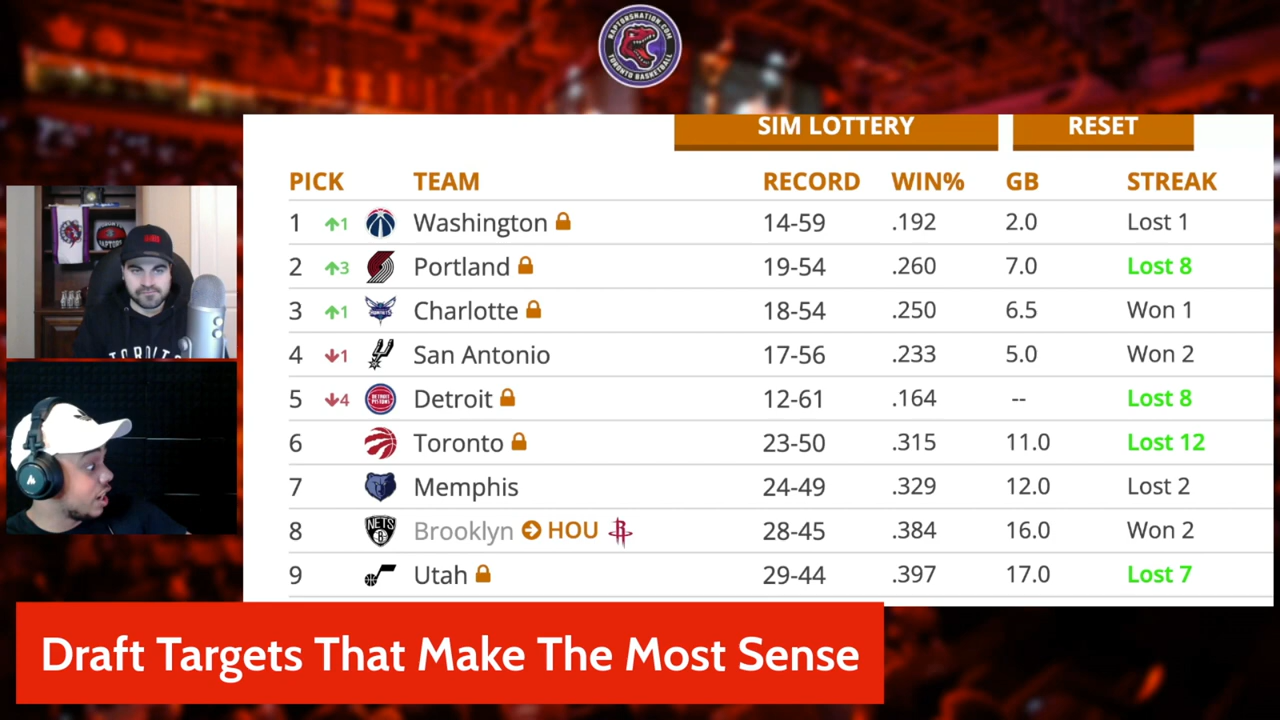 RAPTORSNATION.COM
TORONTO BASKETBALL
SIM LOTTERY RESET
PICK TEAM RECORD WIN% GB STREAK
1 1 Washington 14-59 .192 2.0 Lost 1
2 3 Portland 19-54 .260 7.0 Lost 8
3 1 Charlotte 18-54 .250 6.5 Won 1
4 1 San Antonio 17-56 .233 5.0 Won 2
5 4 Detroit 12-61 .164 -- Lost 8
6 Toronto 23-50 .315 11.0 Lost 12
7 Memphis 24-49 .329 12.0 Lost 2
8 NETS Brooklyn HOU 28-45 .384 16.0 Won 2
9 Utah 29-44 .397 17.0 Lost 7
Draft Targets That Make The Most Sense